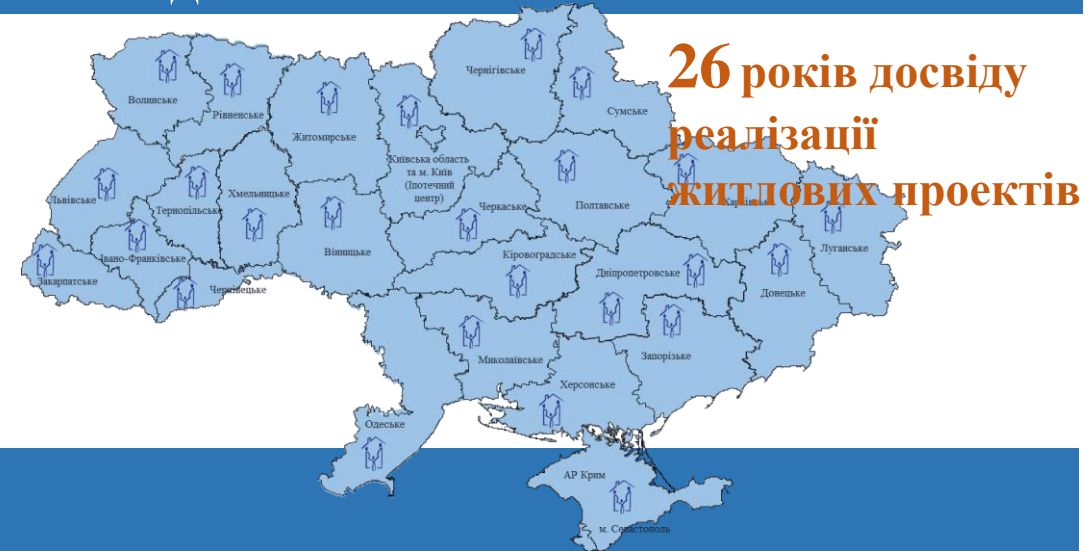 26 років досвіду
реалізації
житлових проектів
Чернігівське
Волинське
Рівненське
Сумське
Житомирське
Київська область
та м. Київ
(Іпотечний
центр)
Львівське
Тернопільське
Хмельницьке
Черкаське
Полтавське
Харківське
Луганське
Івано-Франківське
Вінницьке
Кіровоградське
Дніпропетровське
Закарпатське
Чернівецьке
Донецьке
Миколаївське
Запорізьке
Херсонське
Одеське
АР Крим
м. Севастополь